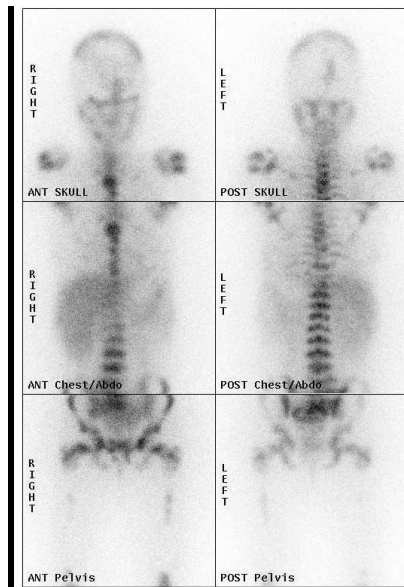 RIGHT
ANT SKULL
LEFT
POST SKULL
RIGHT
ANT Chest/Abdo
LEFT
POST Chest/Abdo
RIGHT
ANT Pelvis
LEFT
POST Pelvis